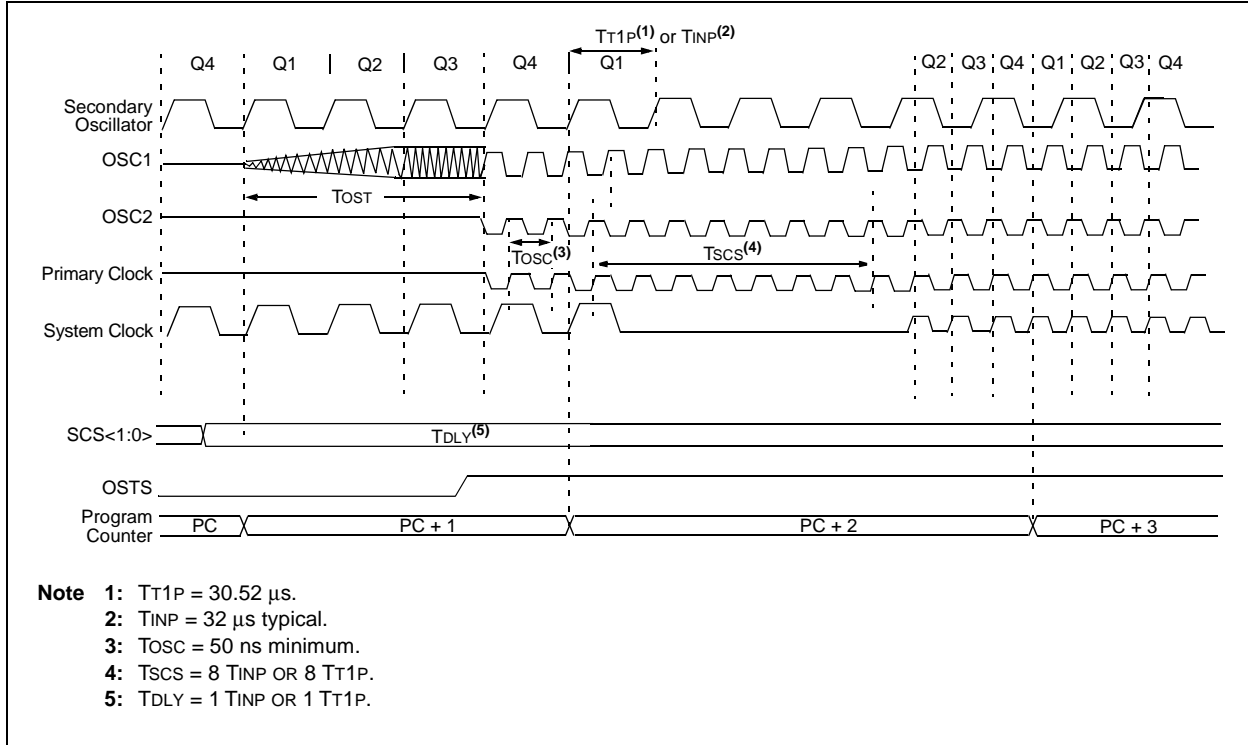 TT1P(1) or TINP(2)
Q4 Q1 Q2 Q3 Q4 Q1 Q2 Q3 Q4 Q1 Q2 Q3 Q4
Secondary
Oscillator
OSC1
TOST
OSC2
TOSC(3) TSCS(4)
Primary Clock
System Clock
SCS<1:0> TDLY(5)
OSTS
Program
Counter
PC PC + 1 PC + 2 PC + 3
Note 1: TT1P = 30.52 μs.
2: TINP = 32 μs typical.
3: TOSC = 50 ns minimum.
4: TSCS = 8 TINP OR 8 TT1P.
5: TDLY = 1 TINP OR 1 TT1P.